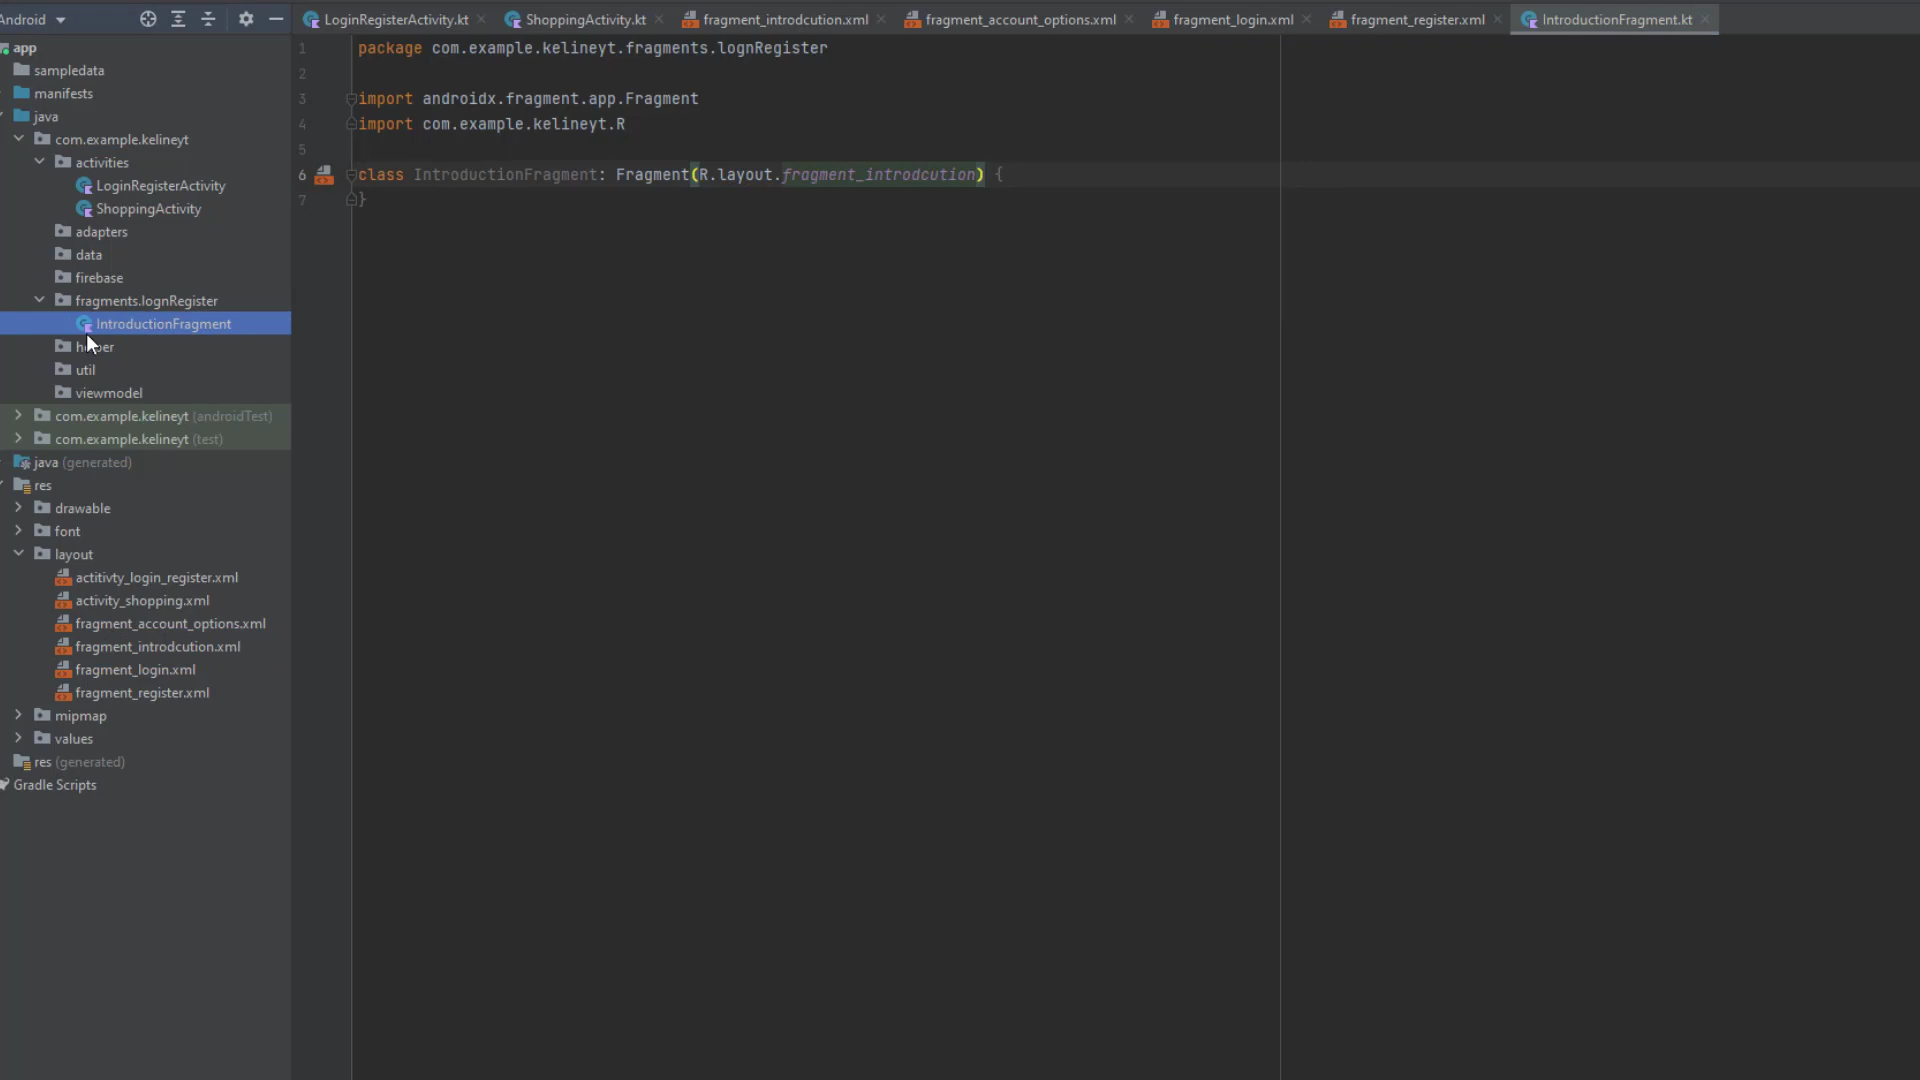 Android
LoginRegisterActivity.kt
ShoppingActivity.kt
fragment_introdcution.xml
fragment_account_options.xml
fragment_login.xml
fragment_register.xml
IntroductionFragment.kt
app
sampledata
manifests
java
com.example.kelineyt
activities
LoginRegisterActivity
ShoppingActivity
adapters
data
firebase
fragments.lognRegister
IntroductionFragment
util
viewmodel
com.example.kelineyt (androidTest)
com.example.kelineyt (test)
java (generated)
res
drawable
font
layout
actitivty_login_register.xml
activity_shopping.xml
fragment_account_options.xml
fragment_introdcution.xml
fragment_login.xml
fragment_register.xml
mipmap
values
res (generated)
Gradle Scripts
1 package com.example.kelineyt.fragments.lognRegister
2
3 import androidx.fragment.app.Fragment
4 import com.example.kelineyt.R
5
6 class IntroductionFragment: Fragment(R.layout.fragment_introdcution) {
7 }